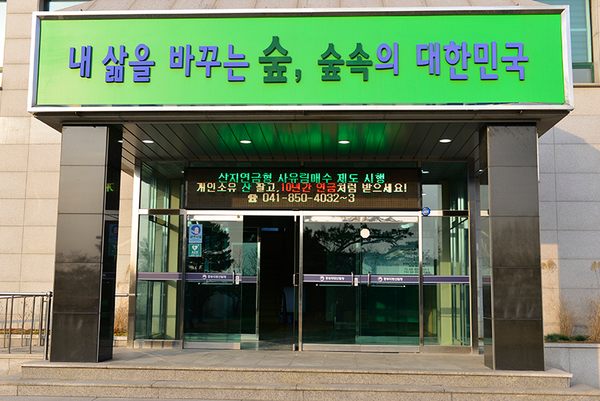 내 삶을 바꾸는 숲, 숲속의 대한민국
산지연금형 사유림매수 제도 시행
개인소유 산 팔고, 10년간 연금처럼 받으세요!
☎ 041-850-4032~3